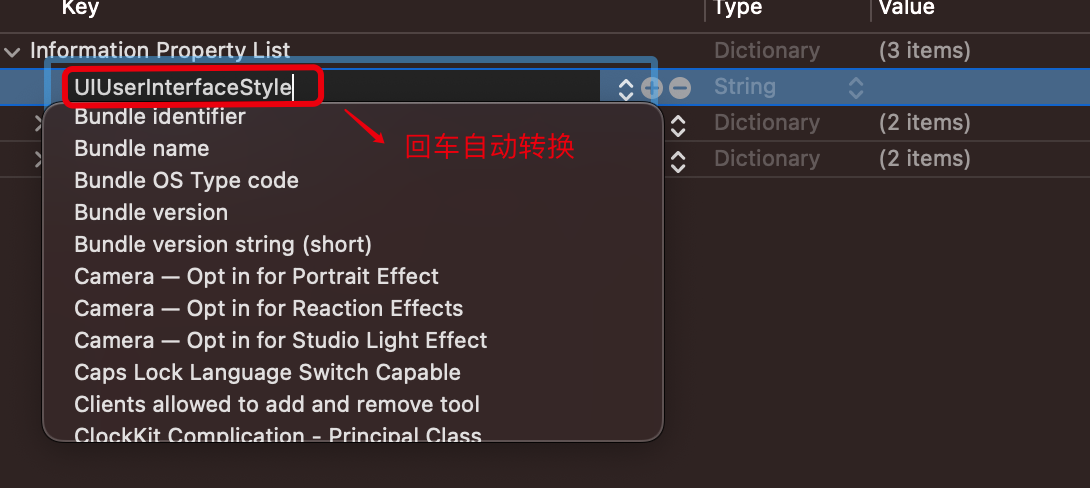 Key Type Value
Information Property List Dictionary (3 items)
UIUserInterfaceStyle String
Bundle identifier Dictionary (2 items)
回车自动转换
Bundle name Dictionary (2 items)
Bundle OS Type code
Bundle version
Bundle version string (short)
Camera — Opt in for Portrait Effect
Camera — Opt in for Reaction Effects
Camera — Opt in for Studio Light Effect
Caps Lock Language Switch Capable
Clients allowed to add and remove tool
ClockKit Complication - Principal Class